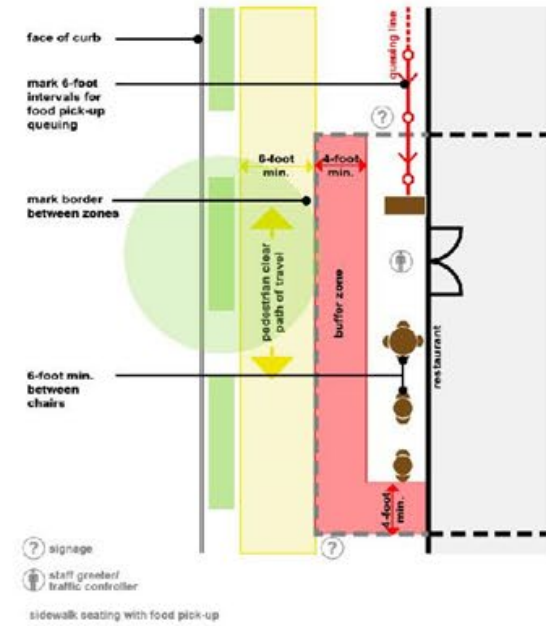 face of curb
mark 6-foot
intervals for
food pick-up
queuing
queuing line
?
6-foot
min.
4-foot
min.
mark border
between zones
pedestrian clear
path of travel
buffer zone
restaurant
6-foot min.
between
chairs
4-foot
min.
? signage
?
staff greeter/
traffic controller
sidewalk seating with food pick-up